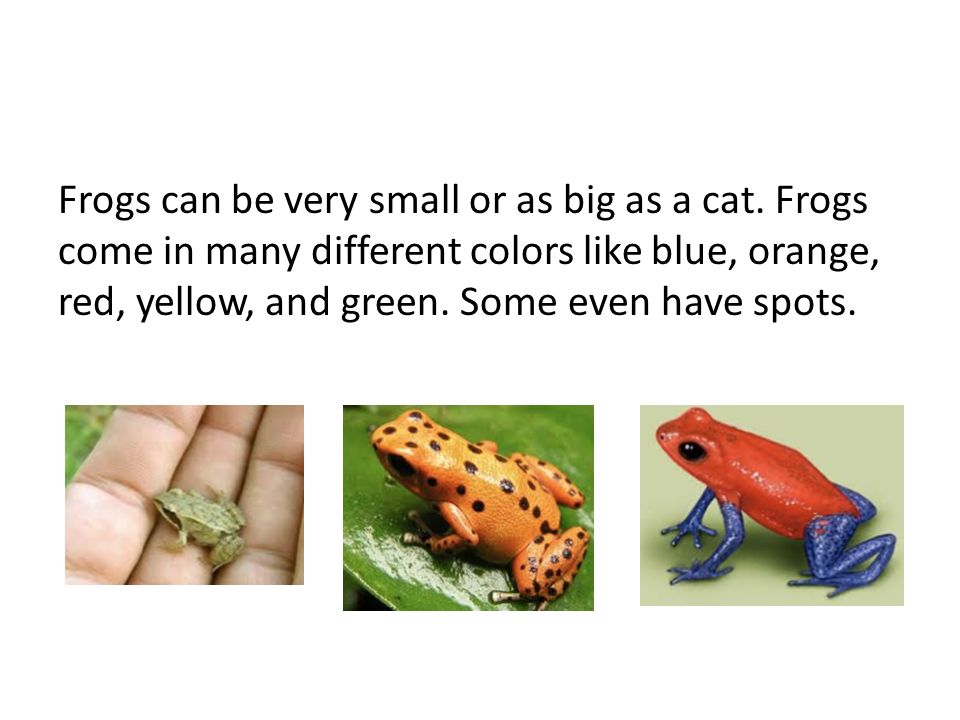 Frogs can be very small or as big as a cat. Frogs
come in many different colors like blue, orange,
red, yellow, and green. Some even have spots.